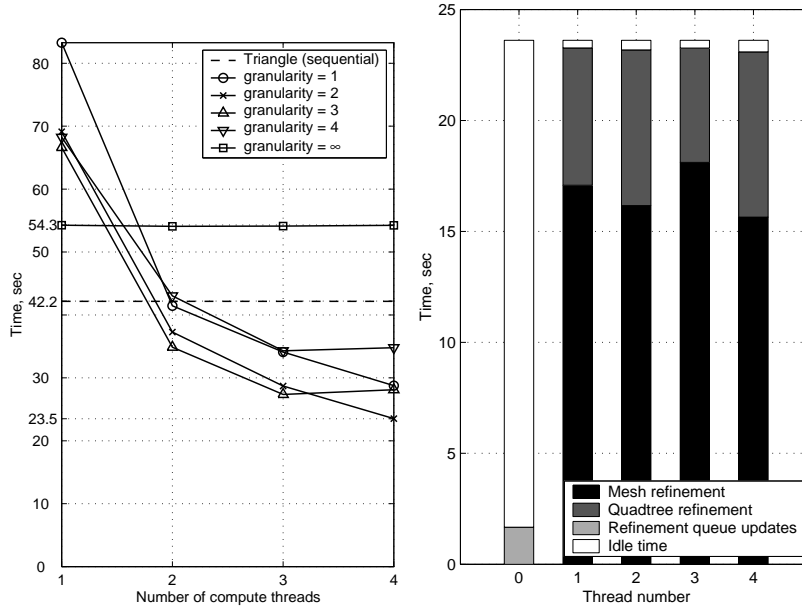 80
70
60
54.3
50
42.2
30
23.5
20
10
0
Time, sec
1
2
3
4
Number of compute threads
Triangle (sequential)
granularity = 1
granularity = 2
granularity = 3
granularity = 4
granularity = ∞
25
20
15
10
5
0
Time, sec
0
1
2
3
4
Thread number
Mesh refinement
Quadtree refinement
Refinement queue updates
Idle time